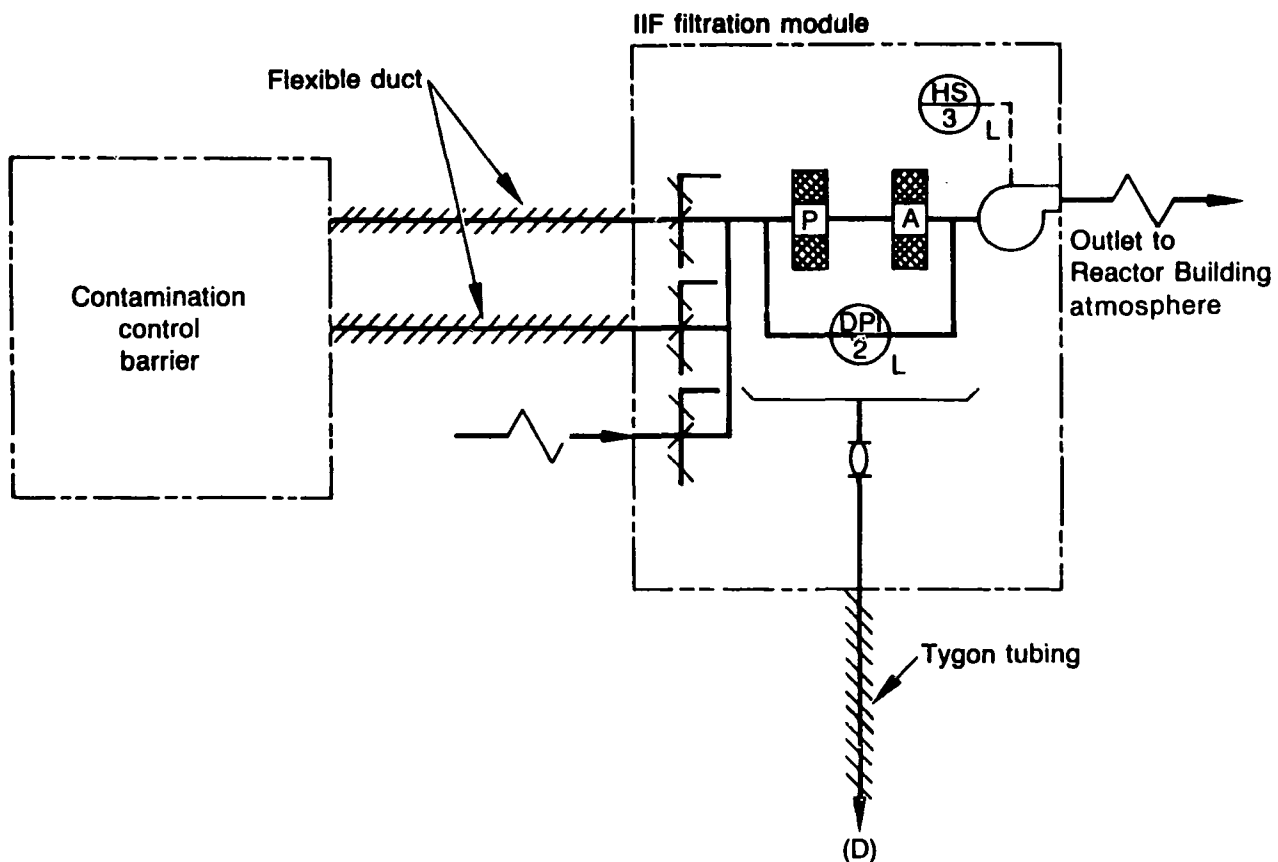 IIF filtration module
Flexible duct
HS
3
L
P
A
Outlet to
Reactor Building
atmosphere
Contamination
control
barrier
DPI
2
L
Tygon tubing
(D)